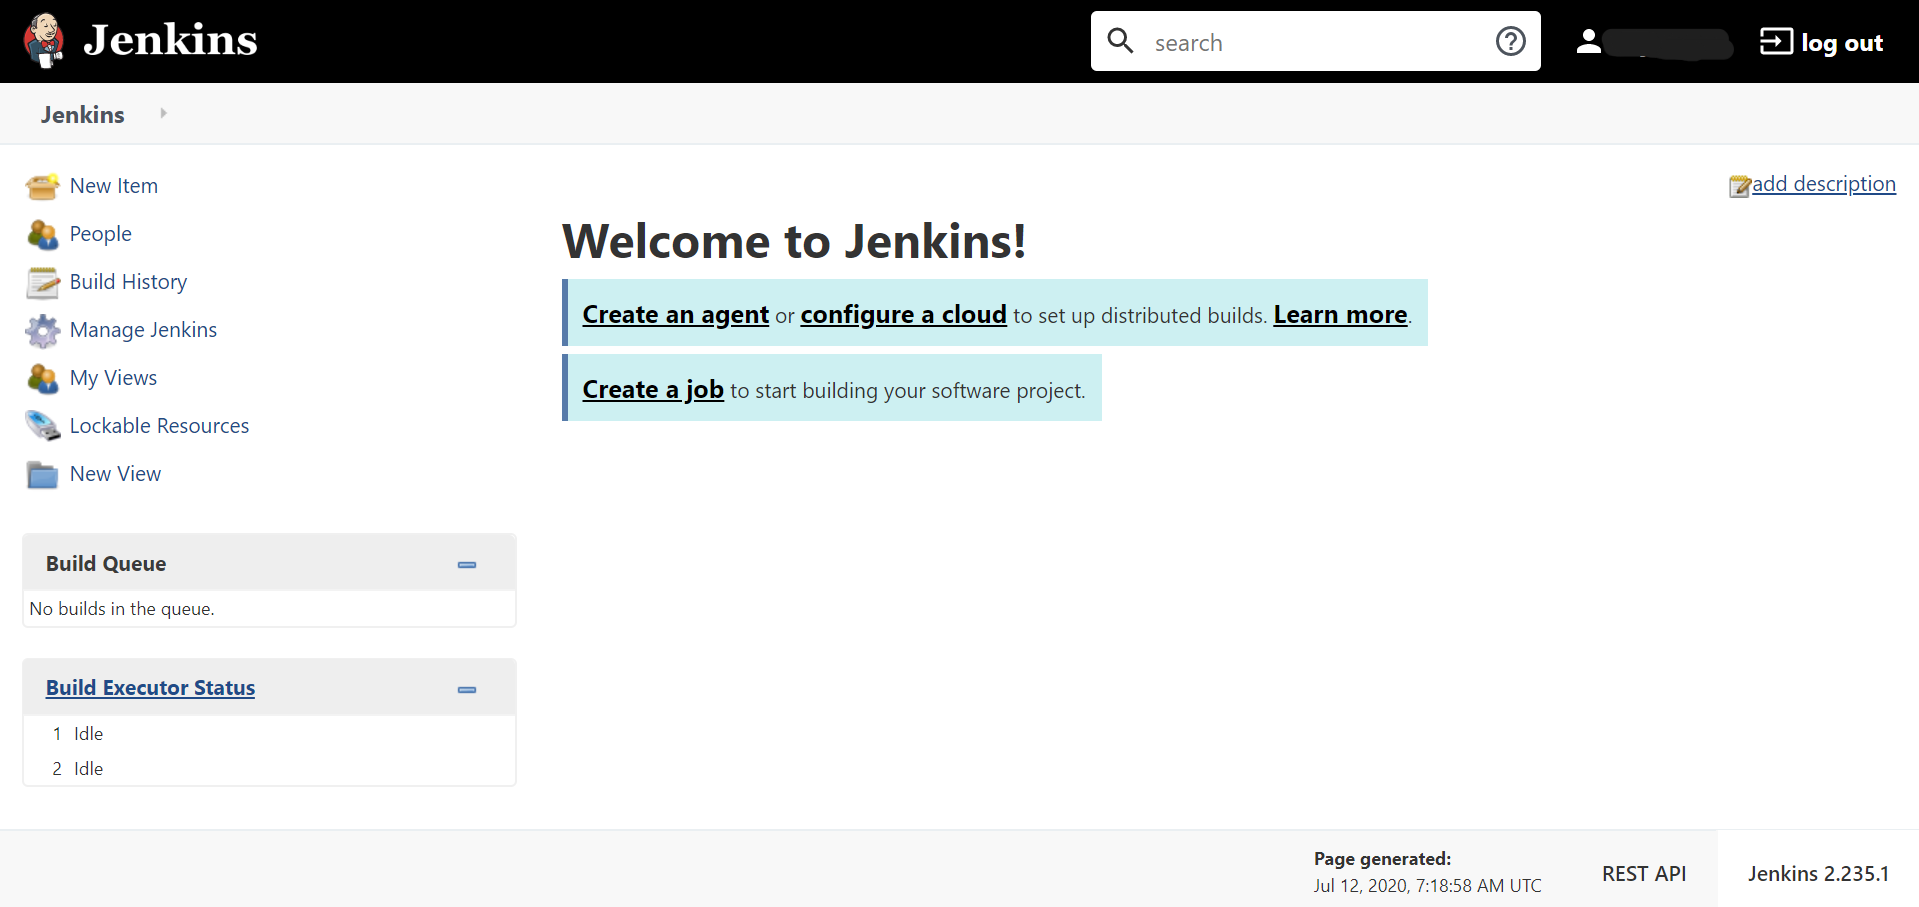 Jenkins
search
log out
Jenkins
New Item
People
Build History
Manage Jenkins
My Views
Lockable Resources
New View
add description
Welcome to Jenkins!
Create an agent or configure a cloud to set up distributed builds. Learn more.
Create a job to start building your software project.
Build Queue
No builds in the queue.
Build Executor Status
1 Idle
2 Idle
Page generated:
Jul 12, 2020, 7:18:58 AM UTC
REST API
Jenkins 2.235.1